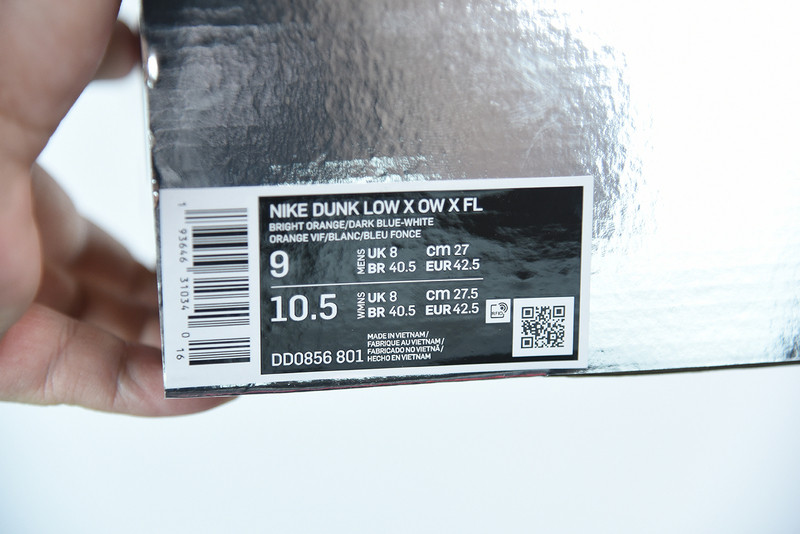 NIKE DUNK LOW X OW X FL
BRIGHT ORANGE/DARK BLUE-WHITE
ORANGE VIF/BLANC/BLEU FONCE
9 MENS UK 8 CM 27
BR 40.5 EUR 42.5
10.5 WMNS UK 8 CM 27.5
BR 40.5 EUR 42.5
RFID
MADE IN VIETNAM/
FABRIQUE AU VIETNAM/
FABRICADO NO VIETNÃ/
HECHO EN VIETNAM
DD0856 801
1 93646 31034 0 16